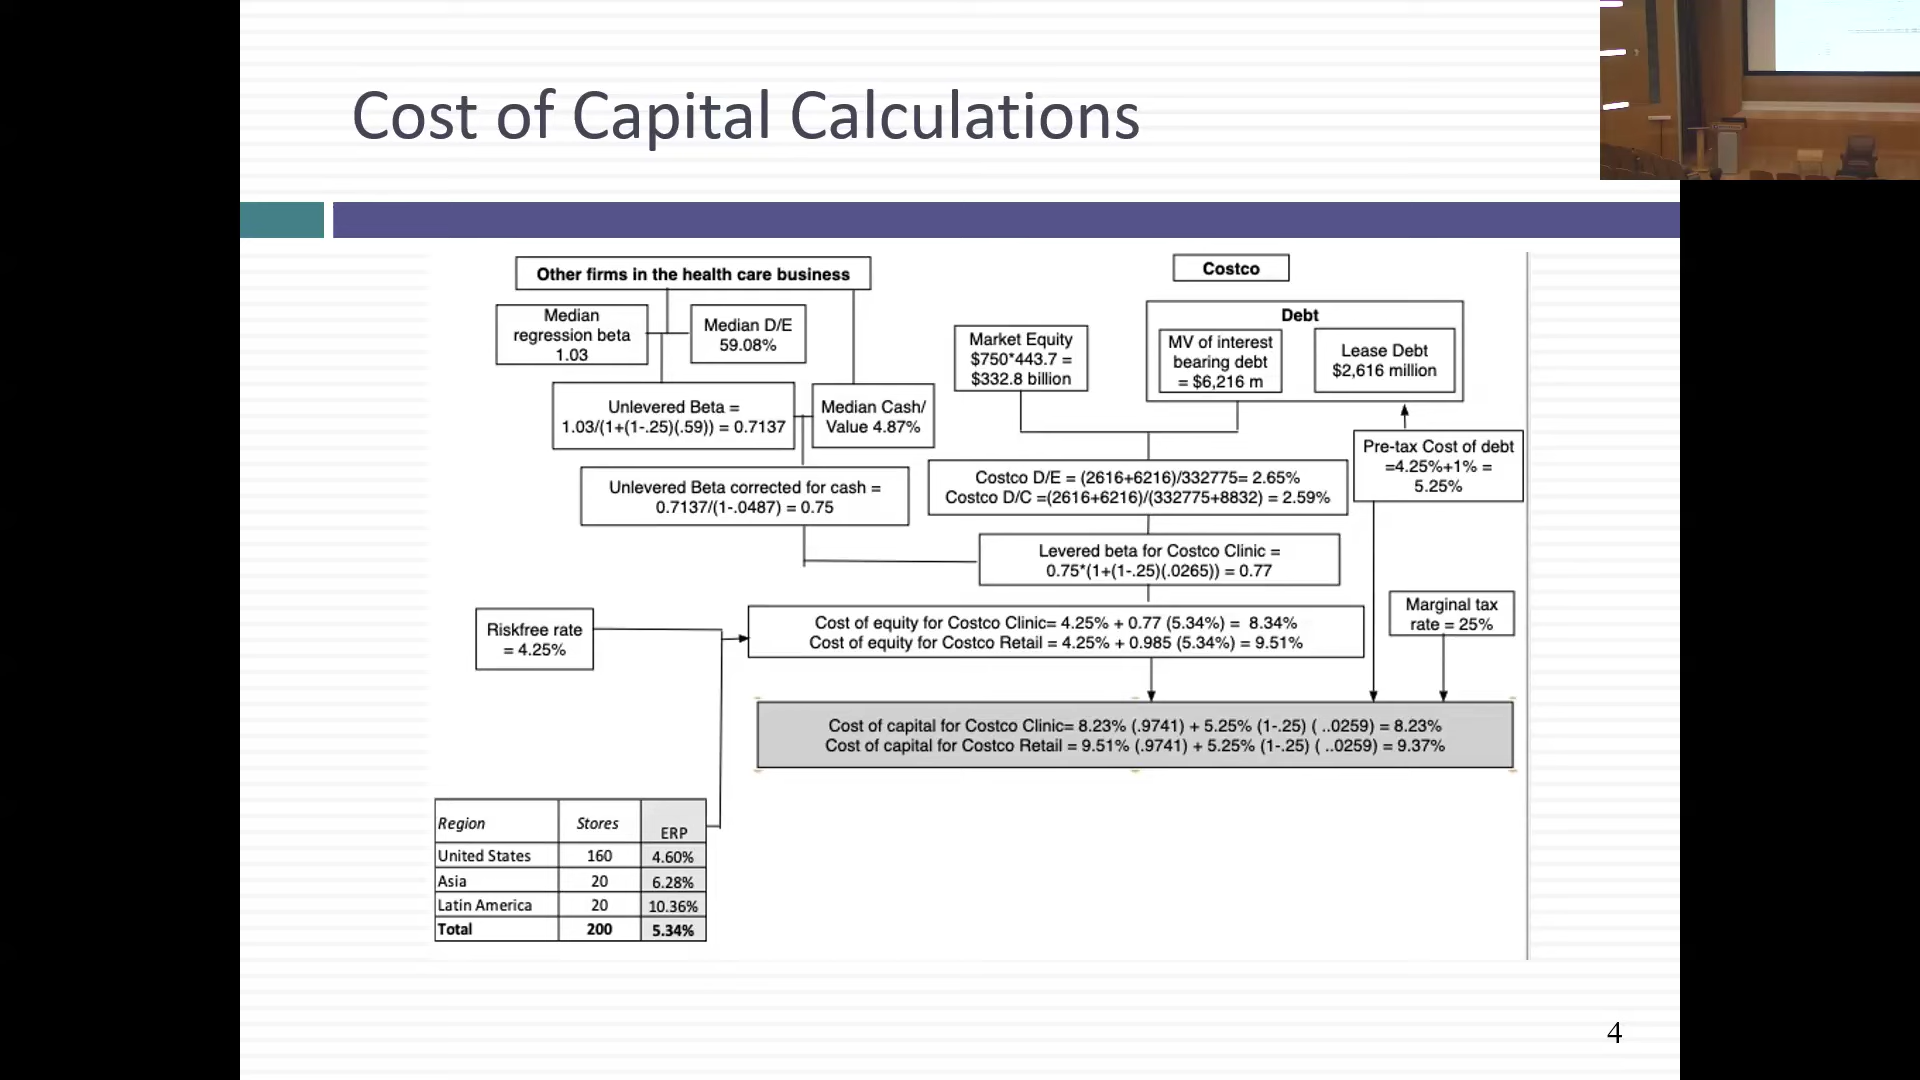 Cost of Capital Calculations
Other firms in the health care business
Median
regression beta
1.03
Median D/E
59.08%
Unlevered Beta =
1.03/(1+(1-.25)(.59)) = 0.7137
Median Cash/
Value 4.87%
Unlevered Beta corrected for cash =
0.7137/(1-.0487) = 0.75
Costco
Market Equity
$750*443.7 =
$332.8 billion
Debt
MV of interest
bearing debt
= $6,216 m
Lease Debt
$2,616 million
Pre-tax Cost of debt
=4.25%+1% =
5.25%
Costco D/E = (2616+6216)/332775= 2.65%
Costco D/C =(2616+6216)/(332775+8832) = 2.59%
Levered beta for Costco Clinic =
0.75*(1+(1-.25)(.0265)) = 0.77
Riskfree rate
= 4.25%
Cost of equity for Costco Clinic= 4.25% + 0.77 (5.34%) = 8.34%
Cost of equity for Costco Retail = 4.25% + 0.985 (5.34%) = 9.51%
Marginal tax
rate = 25%
Cost of capital for Costco Clinic= 8.23% (.9741) + 5.25% (1-.25) ( ..0259) = 8.23%
Cost of capital for Costco Retail = 9.51% (.9741) + 5.25% (1-.25) ( ..0259) = 9.37%
Region Stores ERP
United States 160 4.60%
Asia 20 6.28%
Latin America 20 10.36%
Total 200 5.34%
4